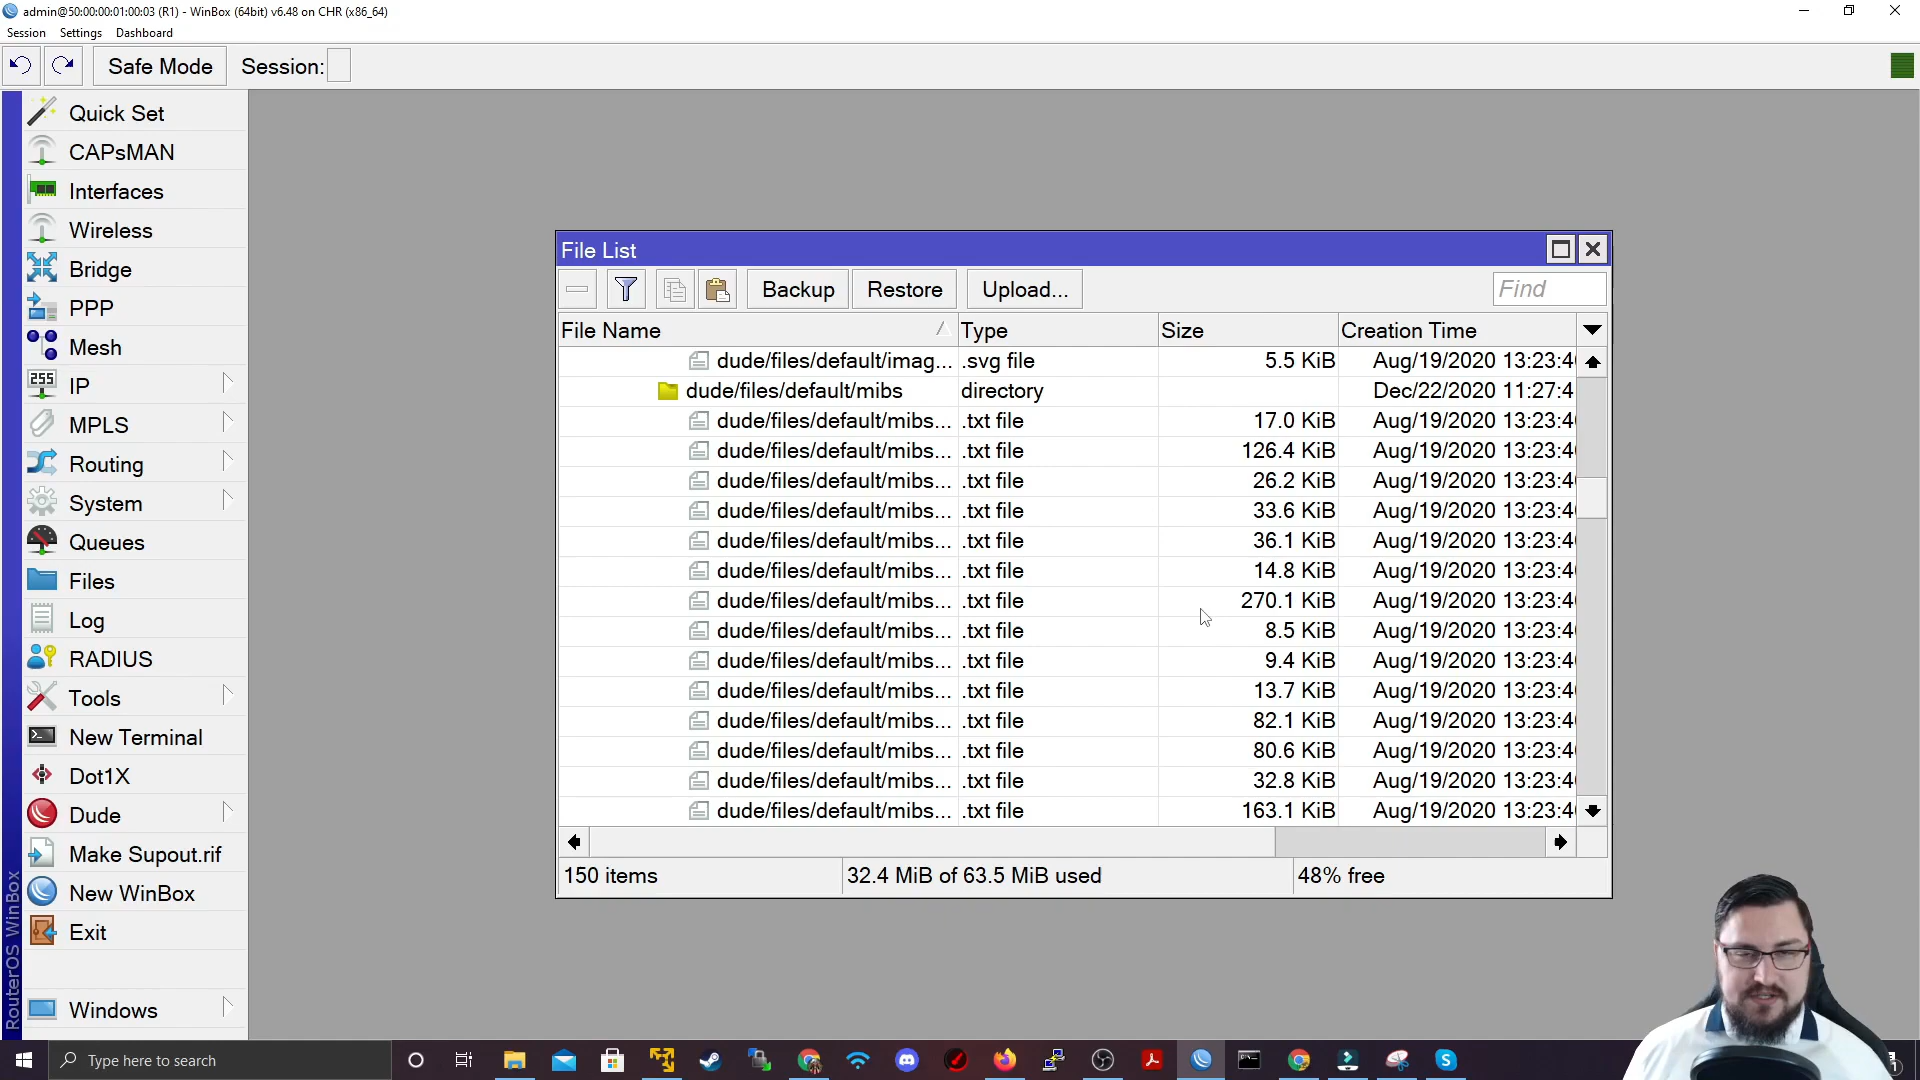 admin@50:00:00:01:00:03 (R1) - WinBox (64bit) v6.48 on CHR (x86_64)
Session Settings Dashboard
Safe Mode Session:
Quick Set
CAPsMAN
Interfaces
Wireless
Bridge
PPP
Mesh
255 IP
MPLS
Routing
System
Queues
Files
Log
RADIUS
Tools
New Terminal
Dot1X
Dude
Make Supout.rif
New WinBox
Exit
Windows
RouterOS WinBox
File List
Backup Restore Upload... Find
File Name Type Size Creation Time
dude/files/default/imag... .svg file 5.5 KiB Aug/19/2020 13:23:4
dude/files/default/mibs directory Dec/22/2020 11:27:4
dude/files/default/mibs... .txt file 17.0 KiB Aug/19/2020 13:23:4
dude/files/default/mibs... .txt file 126.4 KiB Aug/19/2020 13:23:4
dude/files/default/mibs... .txt file 26.2 KiB Aug/19/2020 13:23:4
dude/files/default/mibs... .txt file 33.6 KiB Aug/19/2020 13:23:4
dude/files/default/mibs... .txt file 36.1 KiB Aug/19/2020 13:23:4
dude/files/default/mibs... .txt file 14.8 KiB Aug/19/2020 13:23:4
dude/files/default/mibs... .txt file 270.1 KiB Aug/19/2020 13:23:4
dude/files/default/mibs... .txt file 8.5 KiB Aug/19/2020 13:23:4
dude/files/default/mibs... .txt file 9.4 KiB Aug/19/2020 13:23:4
dude/files/default/mibs... .txt file 13.7 KiB Aug/19/2020 13:23:4
dude/files/default/mibs... .txt file 82.1 KiB Aug/19/2020 13:23:4
dude/files/default/mibs... .txt file 80.6 KiB Aug/19/2020 13:23:4
dude/files/default/mibs... .txt file 32.8 KiB Aug/19/2020 13:23:4
dude/files/default/mibs... .txt file 163.1 KiB Aug/19/2020 13:23:4
150 items 32.4 MiB of 63.5 MiB used 48% free
Type here to search